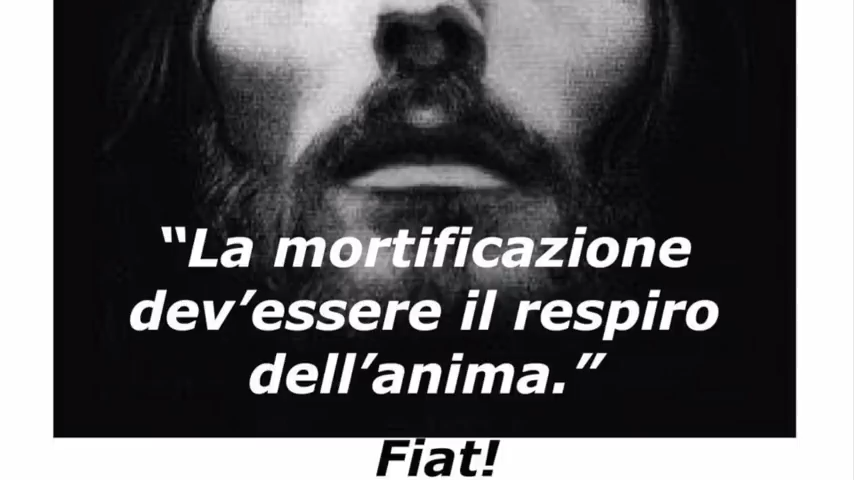 “La mortificazione
dev’essere il respiro
dell’anima.”
Fiat!